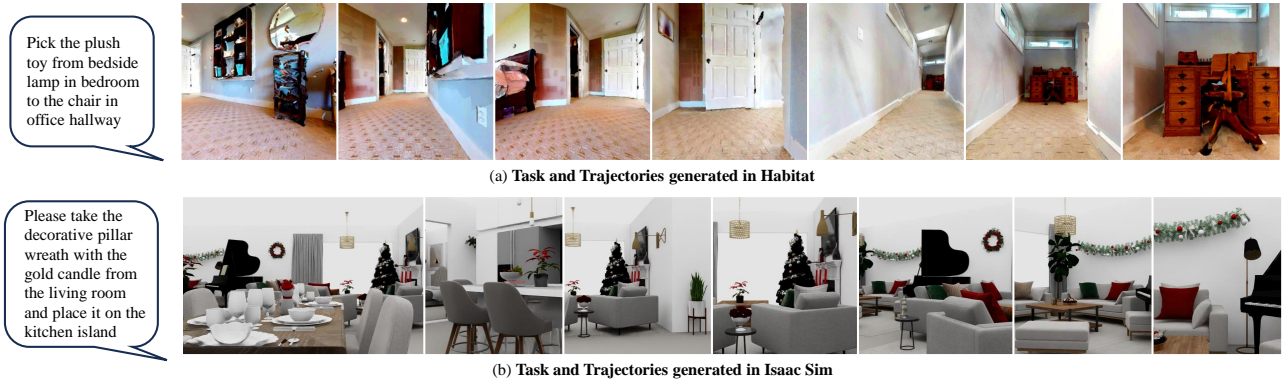 Pick the plush
toy from bedside
lamp in bedroom
to the chair in
office hallway
(a) Task and Trajectories generated in Habitat
Please take the
decorative pillar
wreath with the
gold candle from
the living room
and place it on the
kitchen island
(b) Task and Trajectories generated in Isaac Sim